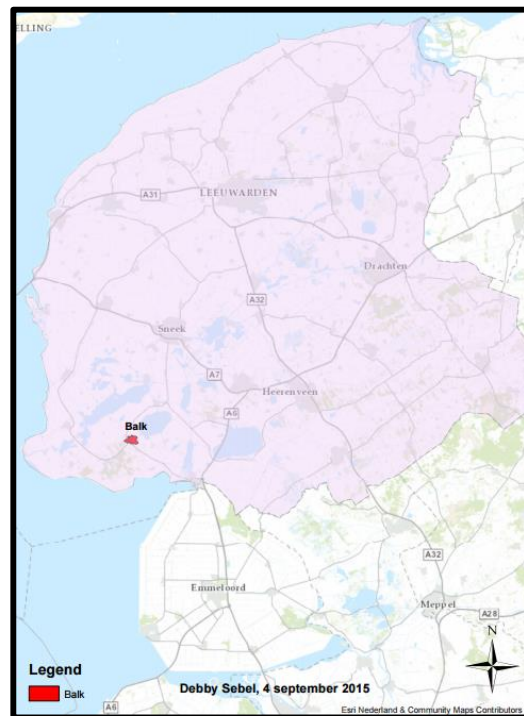 ELLING
A31
LEEUWARDEN
Drachten
A32
Sneek
A7
Heerenveen
A6
Balk
Emmeloord
A32
Meppel
A28
N
Legend
Balk
Debby Sebel, 4 september 2015
A6
Esri Nederland & Community Maps Contributors